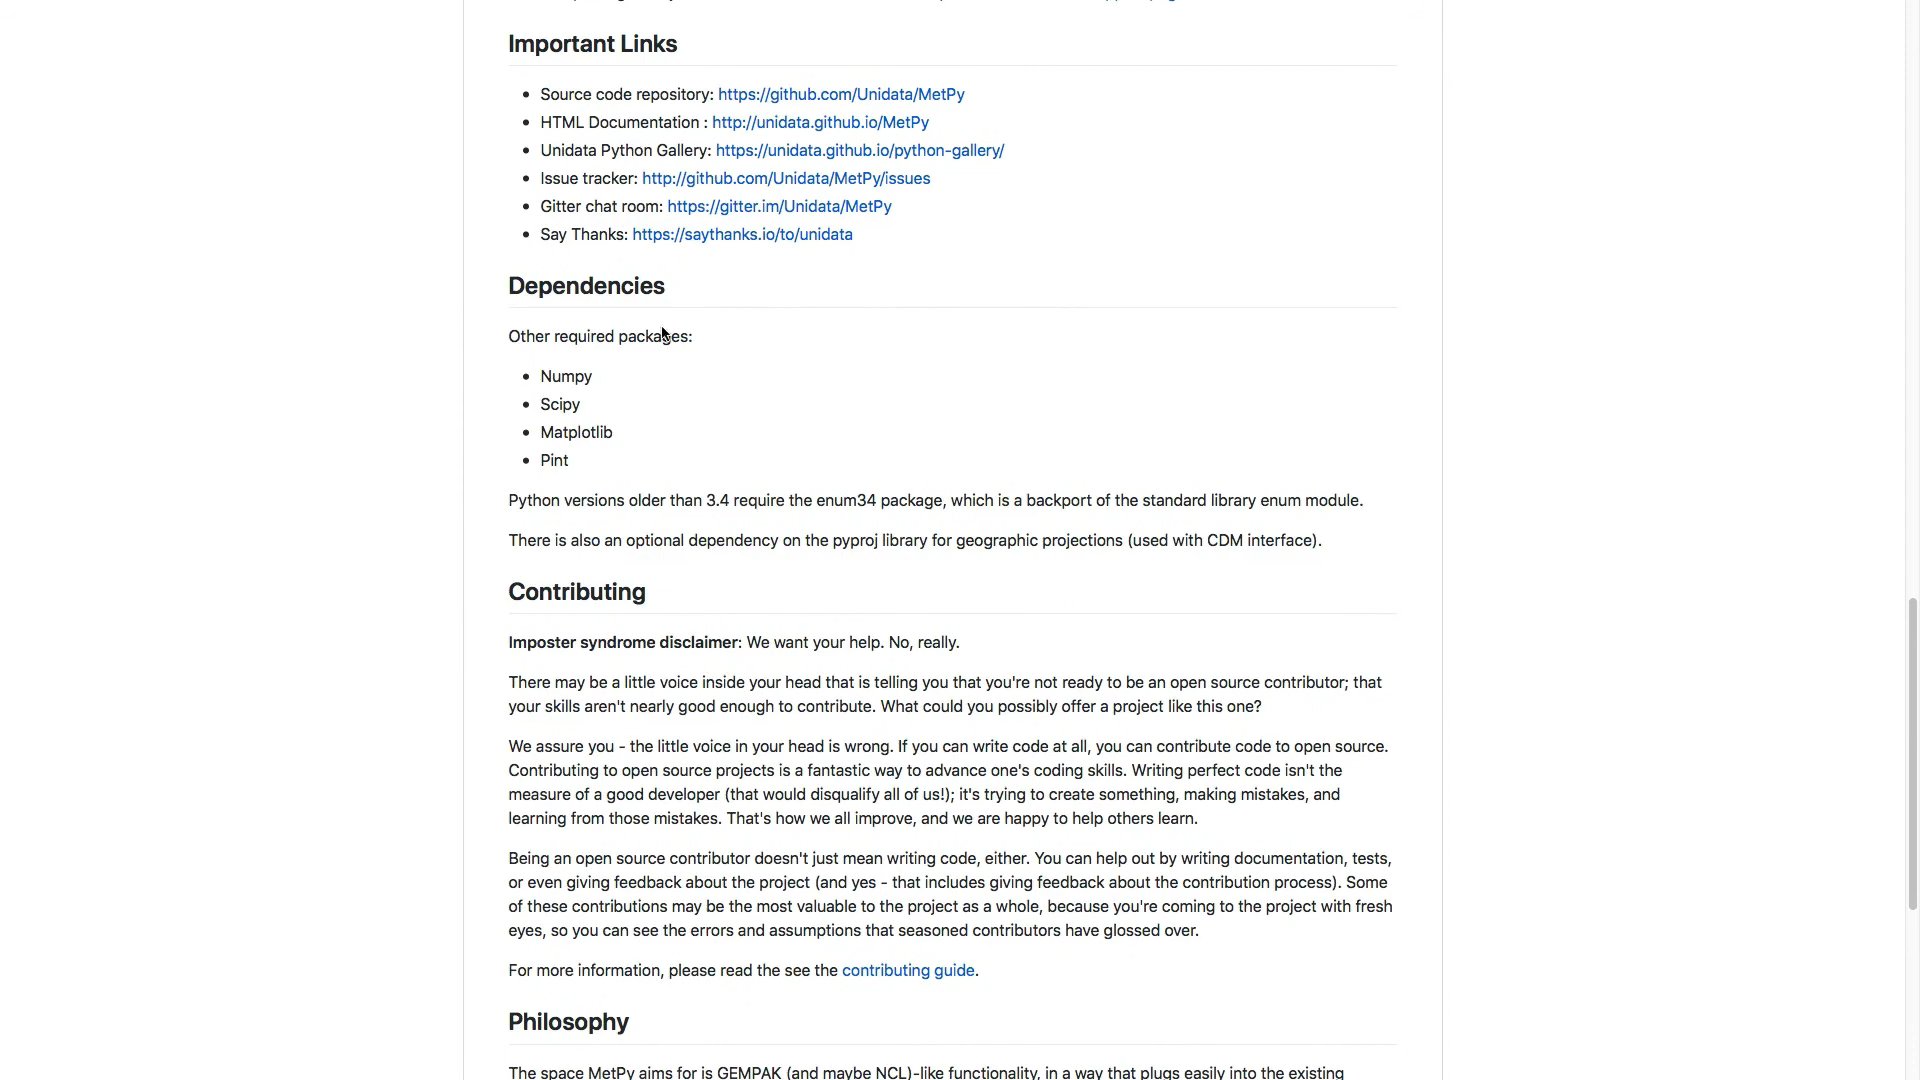 Important Links
Source code repository: https://github.com/Unidata/MetPy
HTML Documentation : http://unidata.github.io/MetPy
Unidata Python Gallery: https://unidata.github.io/python-gallery/
Issue tracker: http://github.com/Unidata/MetPy/issues
Gitter chat room: https://gitter.im/Unidata/MetPy
Say Thanks: https://saythanks.io/to/unidata
Dependencies
Other required packages:
Numpy
Scipy
Matplotlib
Pint
Python versions older than 3.4 require the enum34 package, which is a backport of the standard library enum module.
There is also an optional dependency on the pyproj library for geographic projections (used with CDM interface).
Contributing
Imposter syndrome disclaimer: We want your help. No, really.
There may be a little voice inside your head that is telling you that you're not ready to be an open source contributor; that
your skills aren't nearly good enough to contribute. What could you possibly offer a project like this one?
We assure you - the little voice in your head is wrong. If you can write code at all, you can contribute code to open source.
Contributing to open source projects is a fantastic way to advance one's coding skills. Writing perfect code isn't the
measure of a good developer (that would disqualify all of us!); it's trying to create something, making mistakes, and
learning from those mistakes. That's how we all improve, and we are happy to help others learn.
Being an open source contributor doesn't just mean writing code, either. You can help out by writing documentation, tests,
or even giving feedback about the project (and yes - that includes giving feedback about the contribution process). Some
of these contributions may be the most valuable to the project as a whole, because you're coming to the project with fresh
eyes, so you can see the errors and assumptions that seasoned contributors have glossed over.
For more information, please read the see the contributing guide.
Philosophy
The space MetPy aims for is GEMPAK (and maybe NCL)-like functionality, in a way that plugs easily into the existing